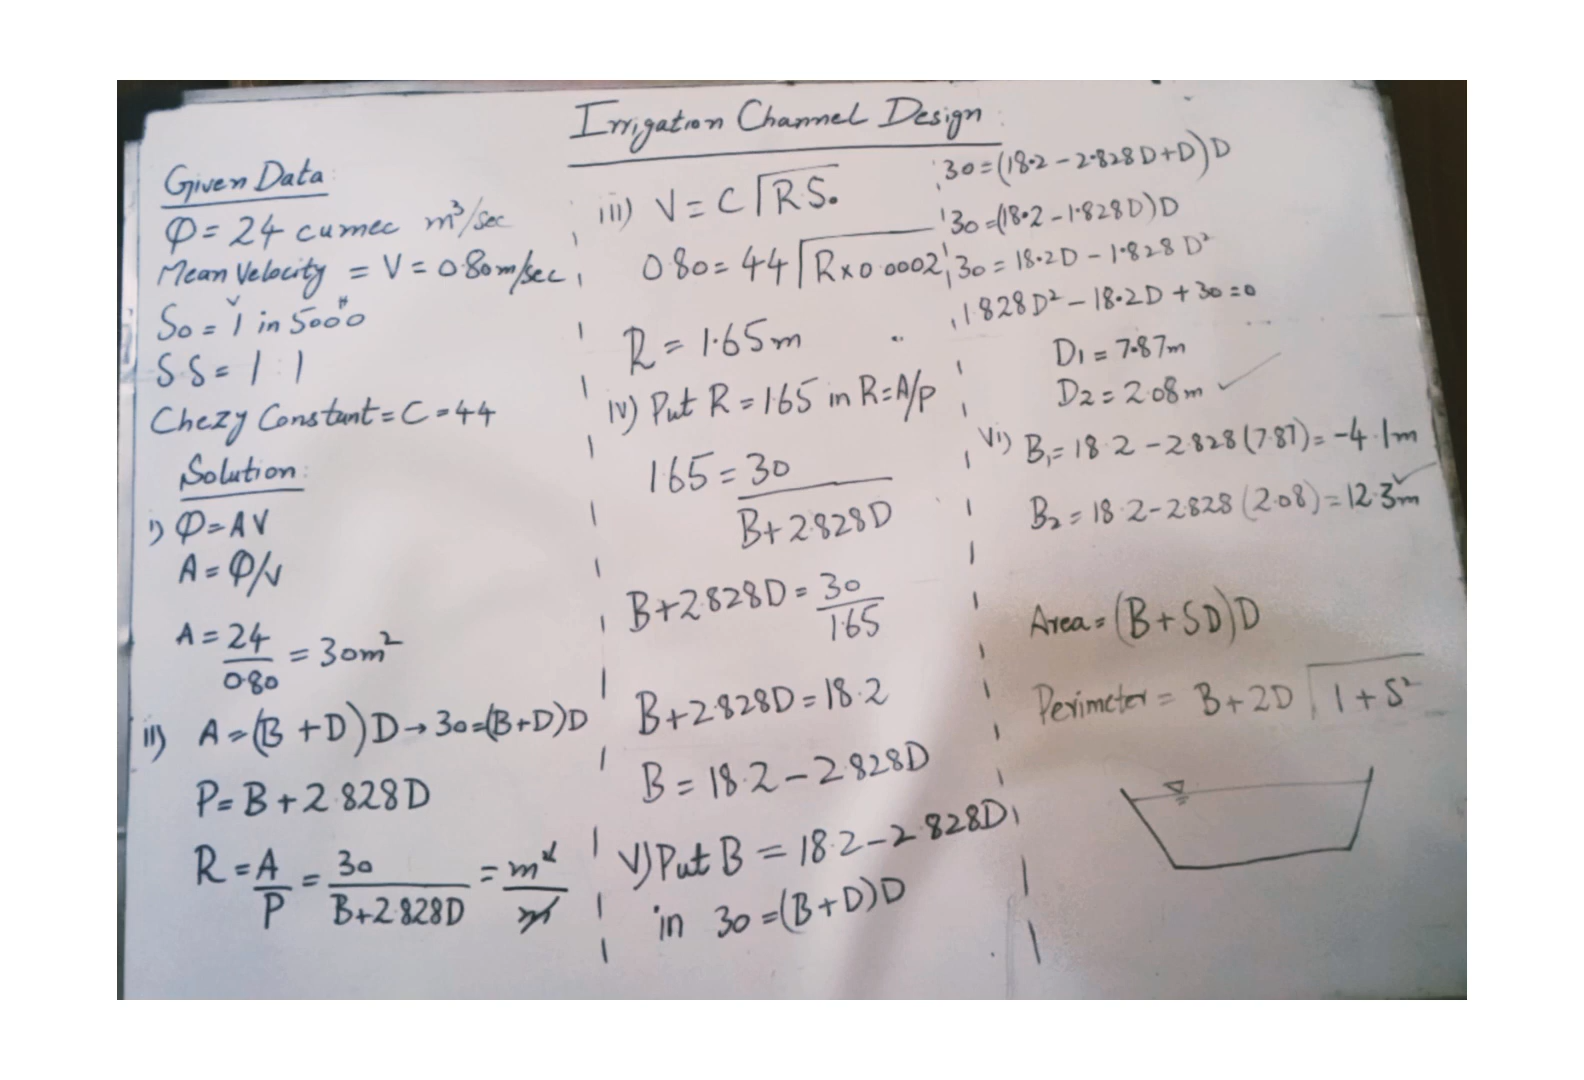 Irrigation Channel Design
Given Data:
Q = 24 cumec m³/sec
Mean Velocity = V = 0.80m/sec
So = 1 in 5000
S S = 1 : 1
Chezy Constant = C = 44
Solution:
i) Q = AV
A = Q/V
A = 24/0.80 = 30m²
ii) A = (B + D) D → 30 = (B+D)D
P = B + 2.828D
R = A/P = 30/(B+2.828D) = m²/m
iii) V = C √RSo
0.80 = 44 √R x 0.0002
R = 1.65m
iv) Put R = 1.65 in R = A/p
1.65 = 30/(B + 2.828D)
B + 2.828D = 30/1.65
B + 2.828D = 18.2
B = 18.2 - 2.828D
v) Put B = 18.2 - 2.828D
in 30 = (B + D)D
30 = (18.2 - 2.828D + D) D
30 = (18.2 - 1.828D) D
30 = 18.2D - 1.828 D²
1.828D² - 18.2D + 30 = 0
D1 = 7.87m
D2 = 2.08m ✓
vi) B1 = 18.2 - 2.828 (7.87) = -4.1m
B2 = 18.2 - 2.828 (2.08) = 12.3m ✓
Area = (B + SD)D
Perimeter = B + 2D √1 + S²